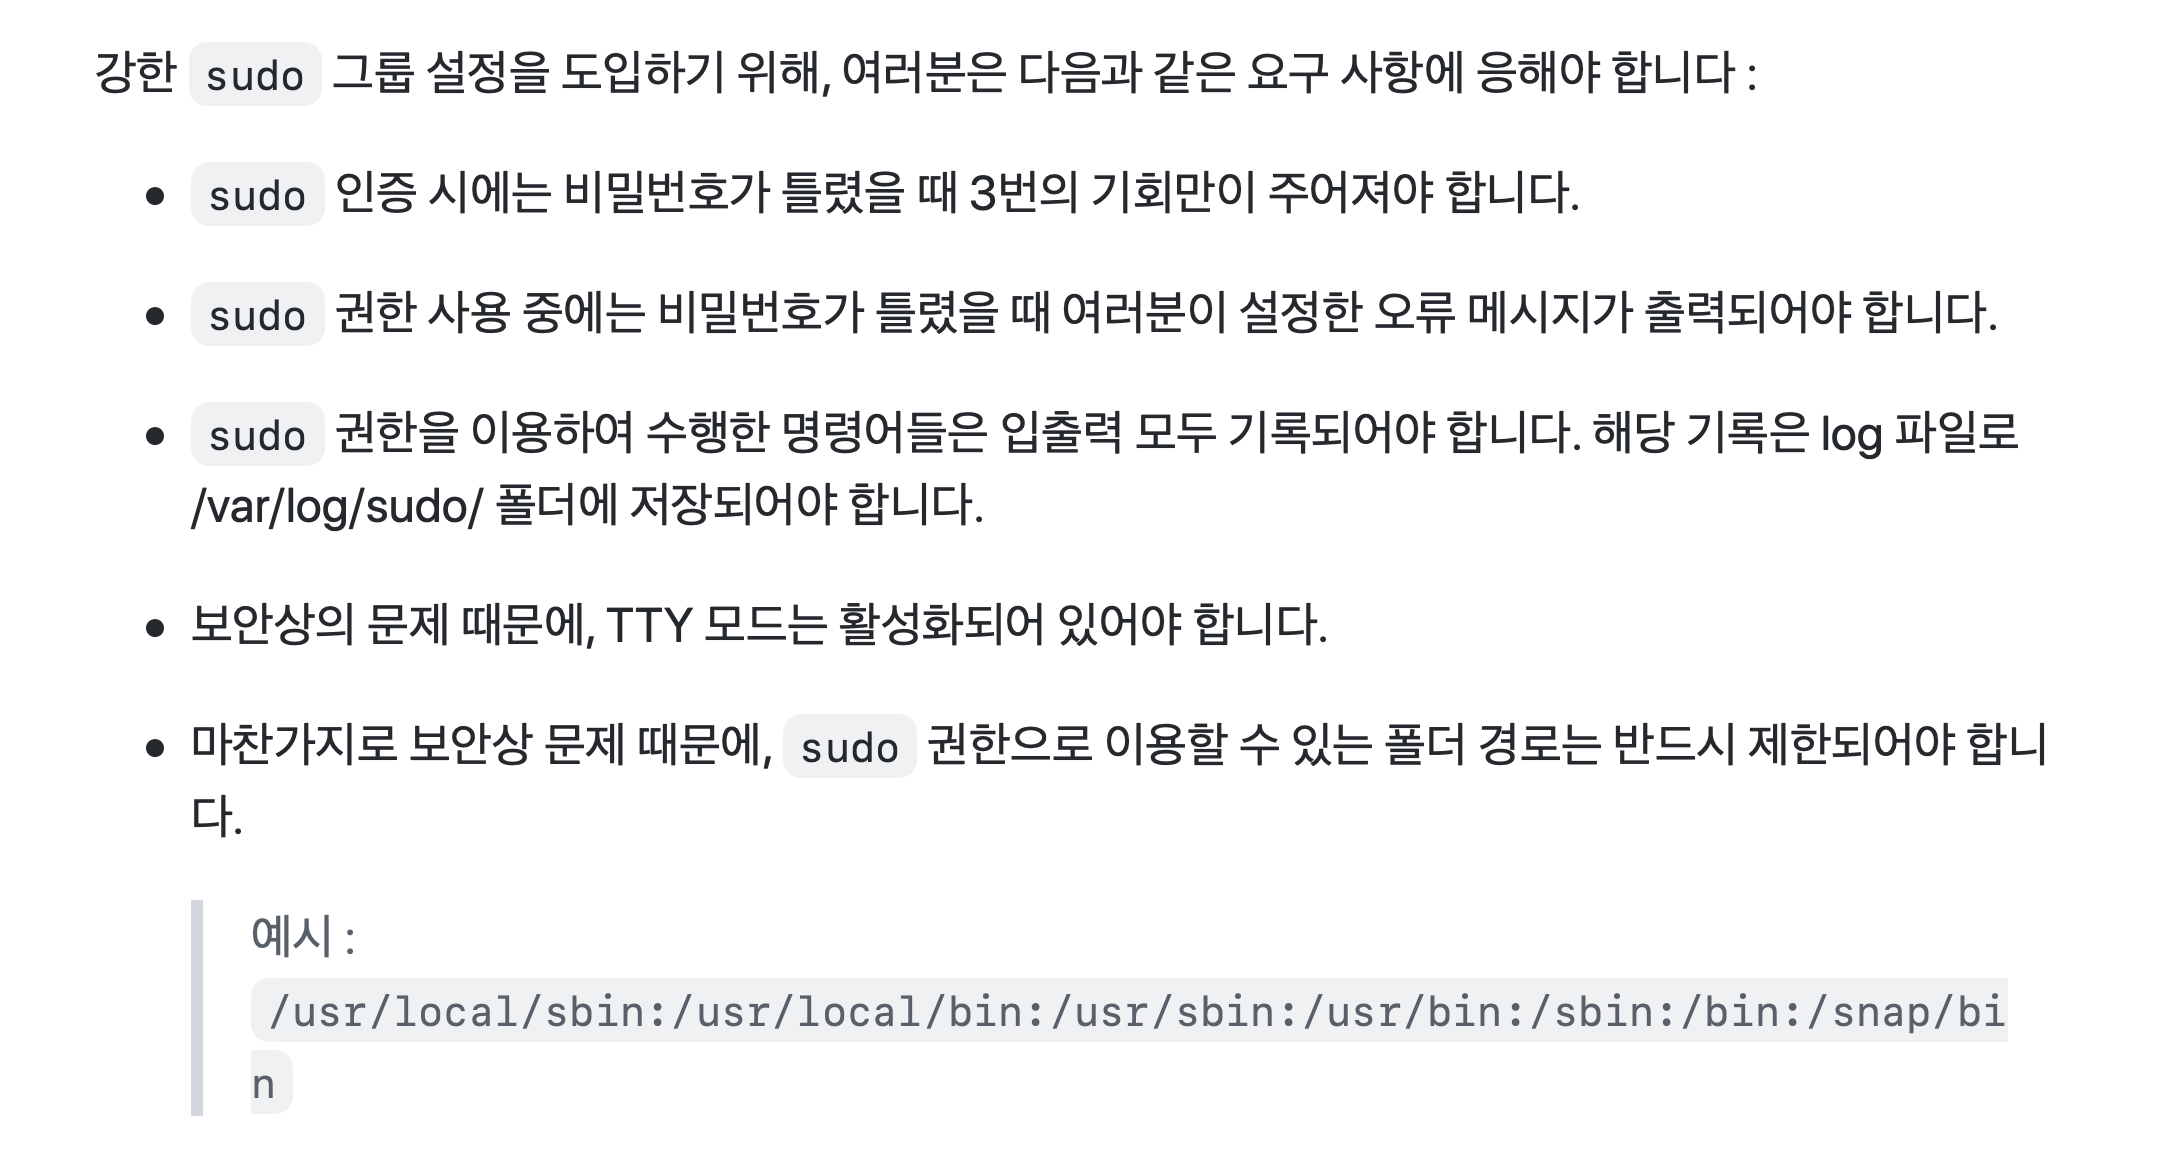 강한 sudo 그룹 설정을 도입하기 위해, 여러분은 다음과 같은 요구 사항에 응해야 합니다 :
• sudo 인증 시에는 비밀번호가 틀렸을 때 3번의 기회만이 주어져야 합니다.
• sudo 권한 사용 중에는 비밀번호가 틀렸을 때 여러분이 설정한 오류 메시지가 출력되어야 합니다.
• sudo 권한을 이용하여 수행한 명령어들은 입출력 모두 기록되어야 합니다. 해당 기록은 log 파일로
/var/log/sudo/ 폴더에 저장되어야 합니다.
• 보안상의 문제 때문에, TTY 모드는 활성화되어 있어야 합니다.
• 마찬가지로 보안상 문제 때문에, sudo 권한으로 이용할 수 있는 폴더 경로는 반드시 제한되어야 합니
다.
예시 :
/usr/local/sbin:/usr/local/bin:/usr/sbin:/usr/bin:/sbin:/bin:/snap/bi
n